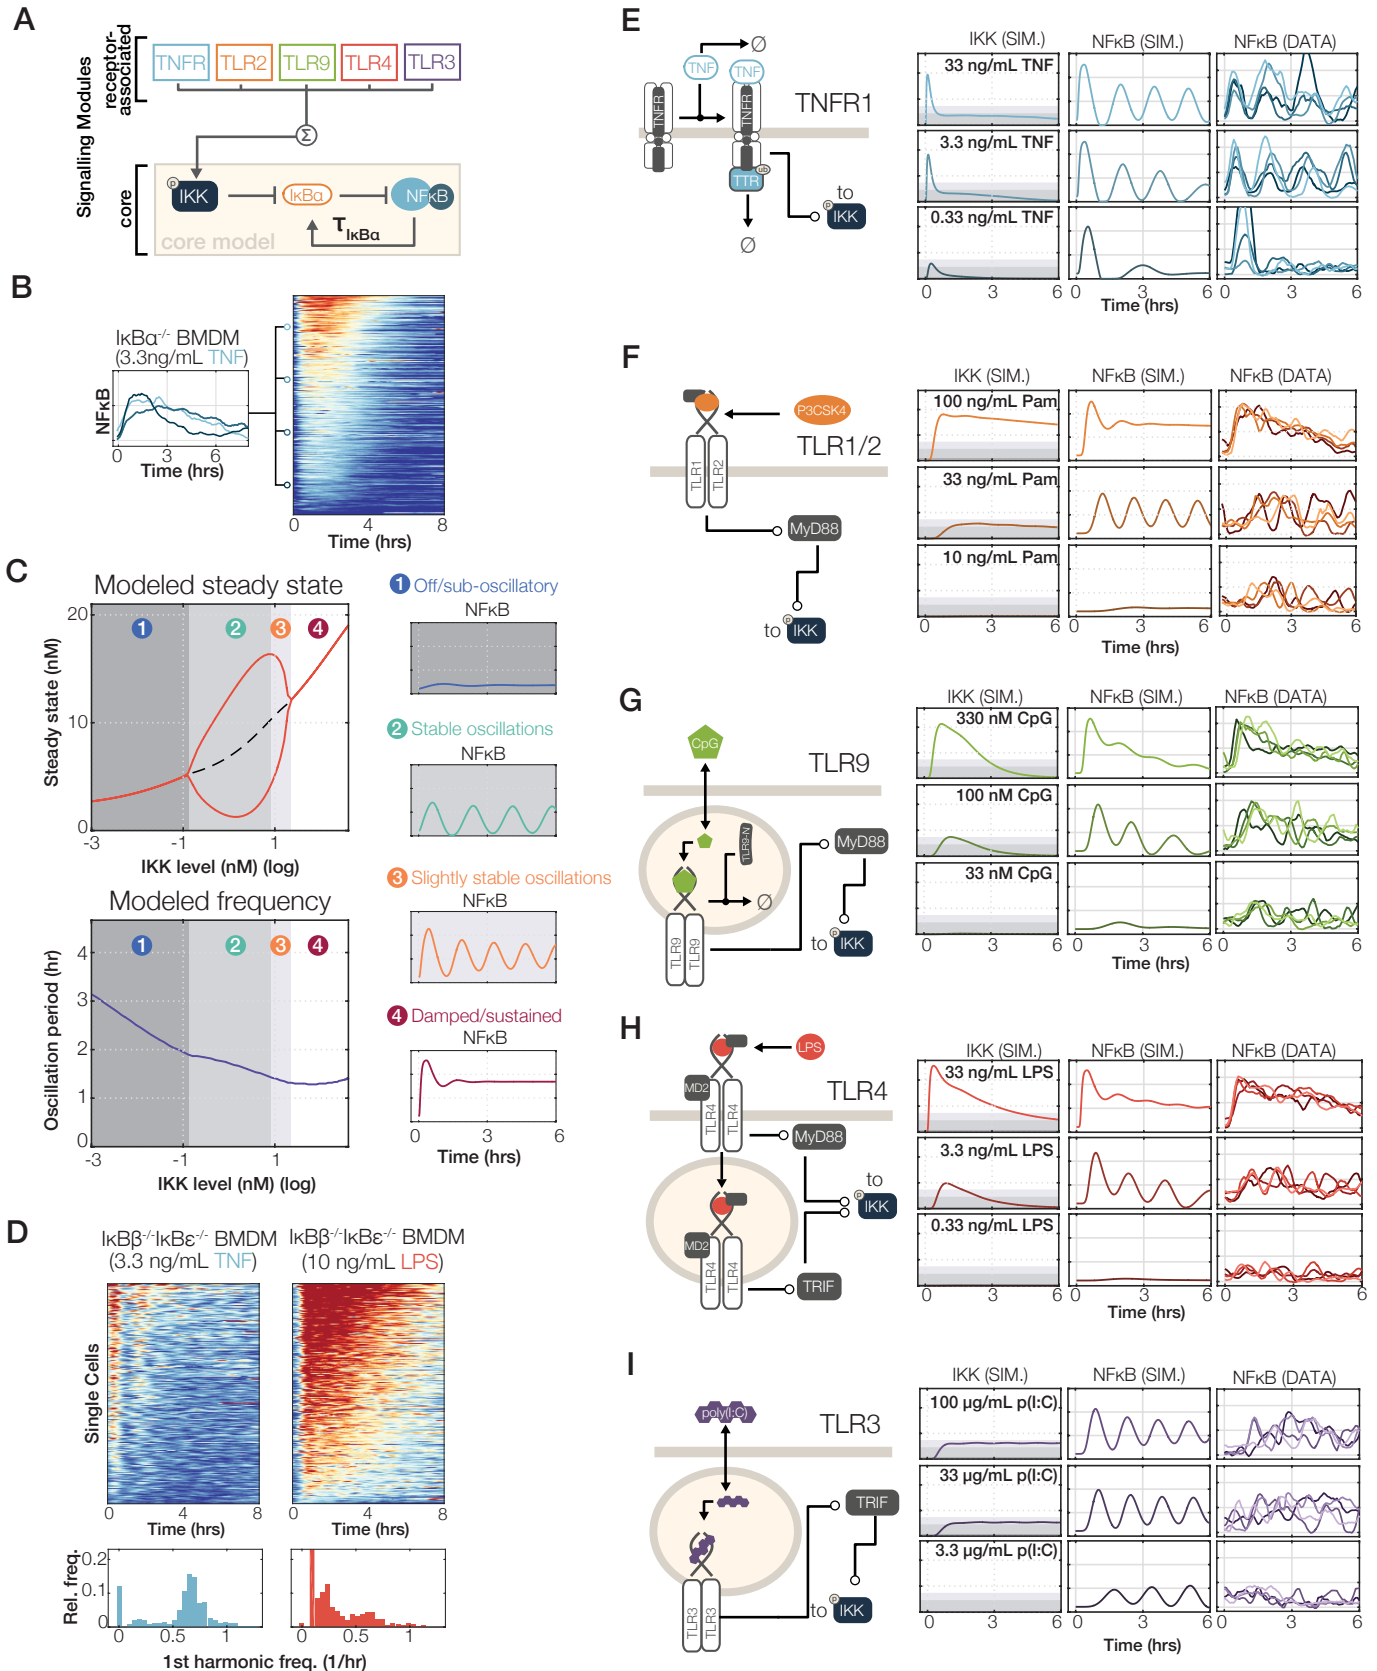 A
Signalling Modules
receptor-
associated
TNFR
TLR2
TLR9
TLR4
TLR3
Σ
core
p
IKK
IκBα
NFκB
τIκBα
core model
B
IκBα-/- BMDM
(3.3ng/mL TNF)
NFκB
0 3 6
Time (hrs)
0 4 8
Time (hrs)
C
Modeled steady state
Steady state (nM)
20
10
0
1 2 3 4
-3 -1 1
IKK level (nM) (log)
Modeled frequency
Oscillation period (hr)
4
3
2
1
0
1 2 3 4
-3 -1 1
IKK level (nM) (log)
1 Off/sub-oscillatory
NFκB
2 Stable oscillations
NFκB
3 Slightly stable oscillations
NFκB
4 Damped/sustained
NFκB
0 3 6
Time (hrs)
D
IκBβ-/-IκBε-/- BMDM
(3.3 ng/mL TNF)
IκBβ-/-IκBε-/- BMDM
(10 ng/mL LPS)
Single Cells
0 4 8
Time (hrs)
0 4 8
Time (hrs)
Rel. freq.
0.2
0.1
0
0 0.5 1
0 0.5 1
1st harmonic freq. (1/hr)
E
TNF
∅
TNF
TNFR
TNFR
TNFR1
ub
TTR
∅
to
p
IKK
IKK (SIM.)
NFκB (SIM.)
NFκB (DATA)
33 ng/mL TNF
3.3 ng/mL TNF
0.33 ng/mL TNF
0 3 6
0 3 6
0 3 6
Time (hrs)
F
P3CSK4
TLR1/2
TLR1
TLR2
MyD88
to
p
IKK
IKK (SIM.)
NFκB (SIM.)
NFκB (DATA)
100 ng/mL Pam
33 ng/mL Pam
10 ng/mL Pam
0 3 6
0 3 6
0 3 6
Time (hrs)
G
CpG
TLR9
TLR9-N
∅
TLR9
TLR9
MyD88
to
p
IKK
IKK (SIM.)
NFκB (SIM.)
NFκB (DATA)
330 nM CpG
100 nM CpG
33 nM CpG
0 3 6
0 3 6
0 3 6
Time (hrs)
H
LPS
MD2
TLR4
TLR4
TLR4
MyD88
to
p
IKK
MD2
TLR4
TLR4
TRIF
IKK (SIM.)
NFκB (SIM.)
NFκB (DATA)
33 ng/mL LPS
3.3 ng/mL LPS
0.33 ng/mL LPS
0 3 6
0 3 6
0 3 6
Time (hrs)
I
poly(I:C)
TLR3
TRIF
TLR3
TLR3
to
p
IKK
IKK (SIM.)
NFκB (SIM.)
NFκB (DATA)
100 µg/mL p(I:C)
33 µg/mL p(I:C)
3.3 µg/mL p(I:C)
0 3 6
0 3 6
0 3 6
Time (hrs)